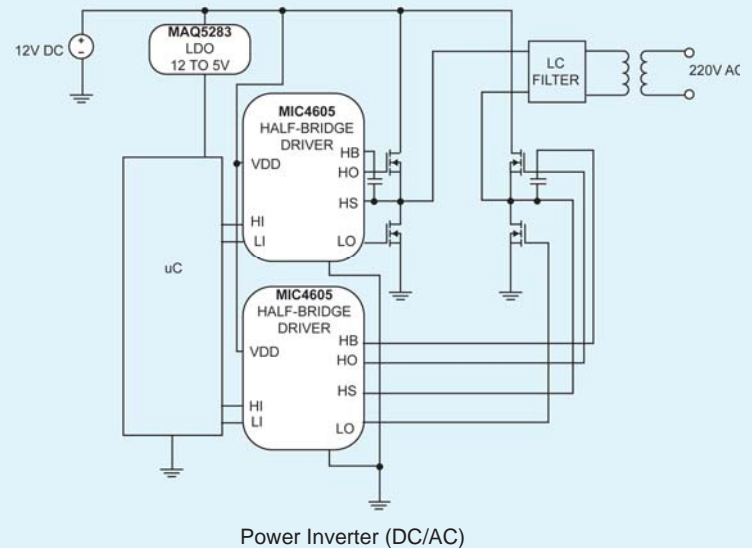 12V DC
+
-
MAQ5283
LDO
12 TO 5V
LC
FILTER
220V AC
MIC4605
HALF-BRIDGE
DRIVER
HB
VDD
HO
HS
HI
LI
LO
uC
MIC4605
HALF-BRIDGE
DRIVER
HB
VDD
HO
HS
HI
LI
LO
Power Inverter (DC/AC)